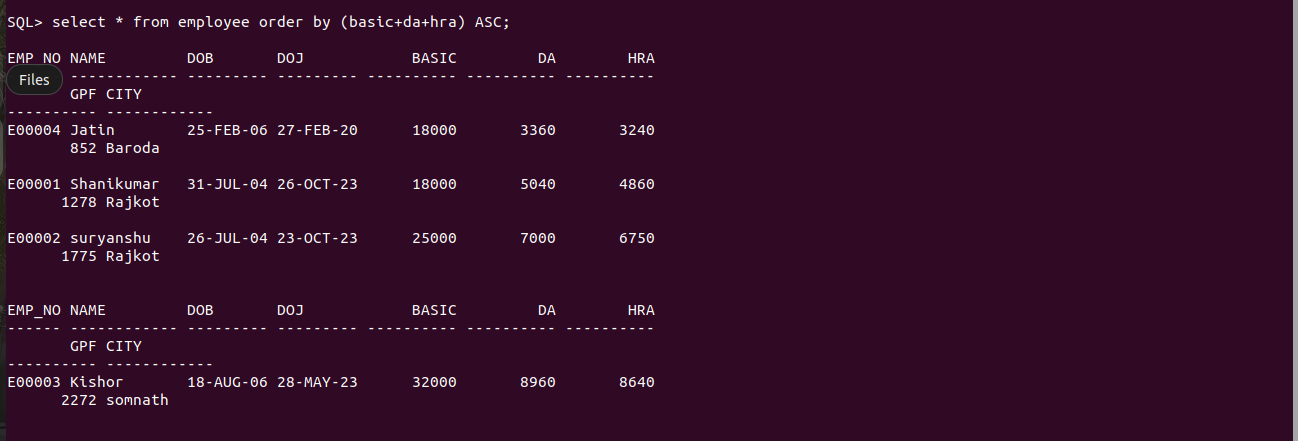 SQL> select * from employee order by (basic+da+hra) ASC;
EMP_NO NAME         DOB       DOJ            BASIC         DA        HRA
Files ------------ --------- --------- ---------- ---------- ----------
       GPF CITY
---------- ------------
E00004 Jatin        25-FEB-06 27-FEB-20      18000       3360       3240
       852 Baroda
E00001 Shanikumar   31-JUL-04 26-OCT-23      18000       5040       4860
      1278 Rajkot
E00002 suryanshu    26-JUL-04 23-OCT-23      25000       7000       6750
      1775 Rajkot
EMP_NO NAME         DOB       DOJ            BASIC         DA        HRA
------ ------------ --------- --------- ---------- ---------- ----------
       GPF CITY
---------- ------------
E00003 Kishor       18-AUG-06 28-MAY-23      32000       8960       8640
      2272 somnath